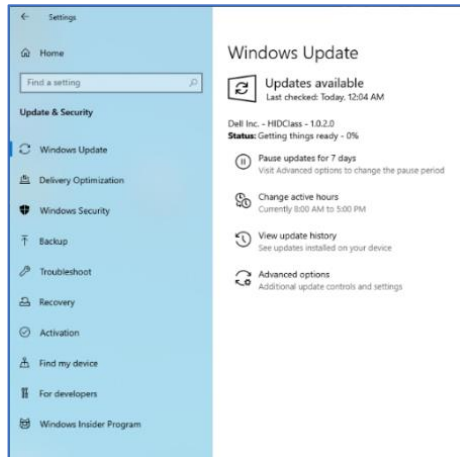 Settings
Home
Find a setting
Update & Security
Windows Update
Delivery Optimization
Windows Security
Backup
Troubleshoot
Recovery
Activation
Find my device
For developers
Windows Insider Program
Windows Update
Updates available
Last checked: Today, 12:04 AM
Dell Inc. - HIDClass - 1.0.2.0
Status: Getting things ready - 0%
Pause updates for 7 days
Visit Advanced options to change the pause period
Change active hours
Currently 8:00 AM to 5:00 PM
View update history
See updates installed on your device
Advanced options
Additional update controls and settings